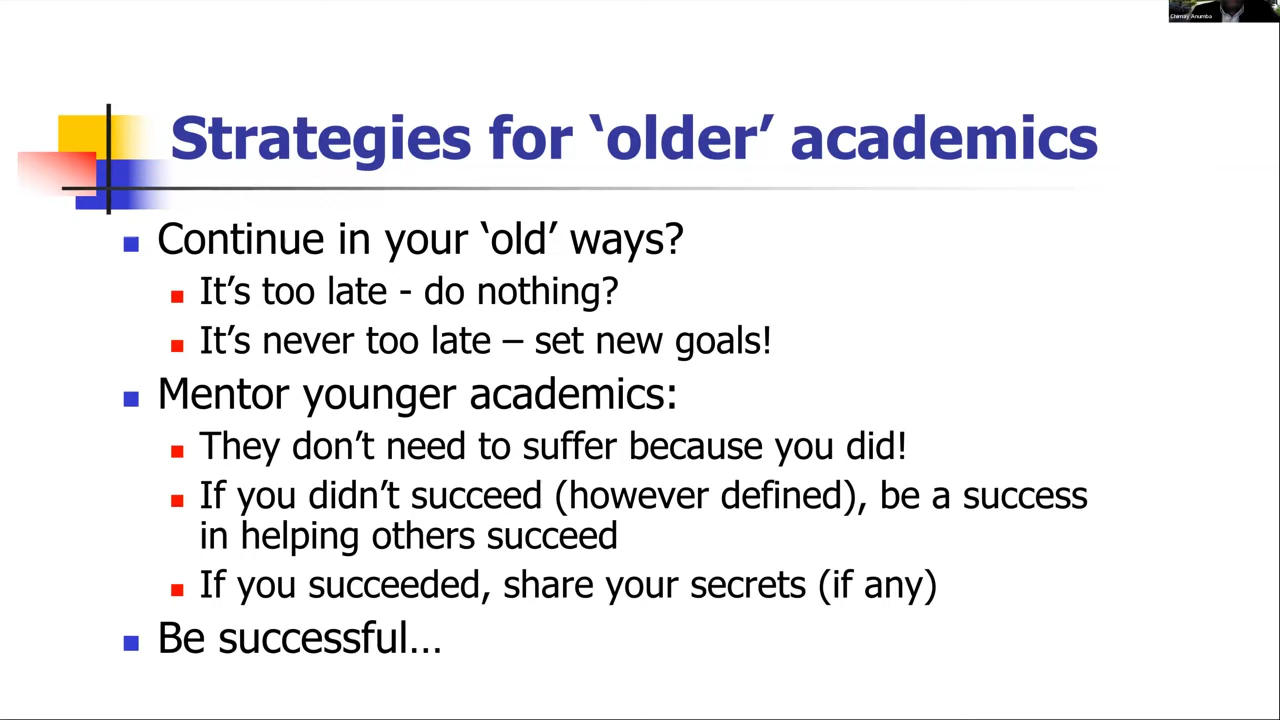 Chimay Anumba
Strategies for ‘older’ academics
Continue in your ‘old’ ways?
It’s too late - do nothing?
It’s never too late – set new goals!
Mentor younger academics:
They don’t need to suffer because you did!
If you didn’t succeed (however defined), be a success
in helping others succeed
If you succeeded, share your secrets (if any)
Be successful…